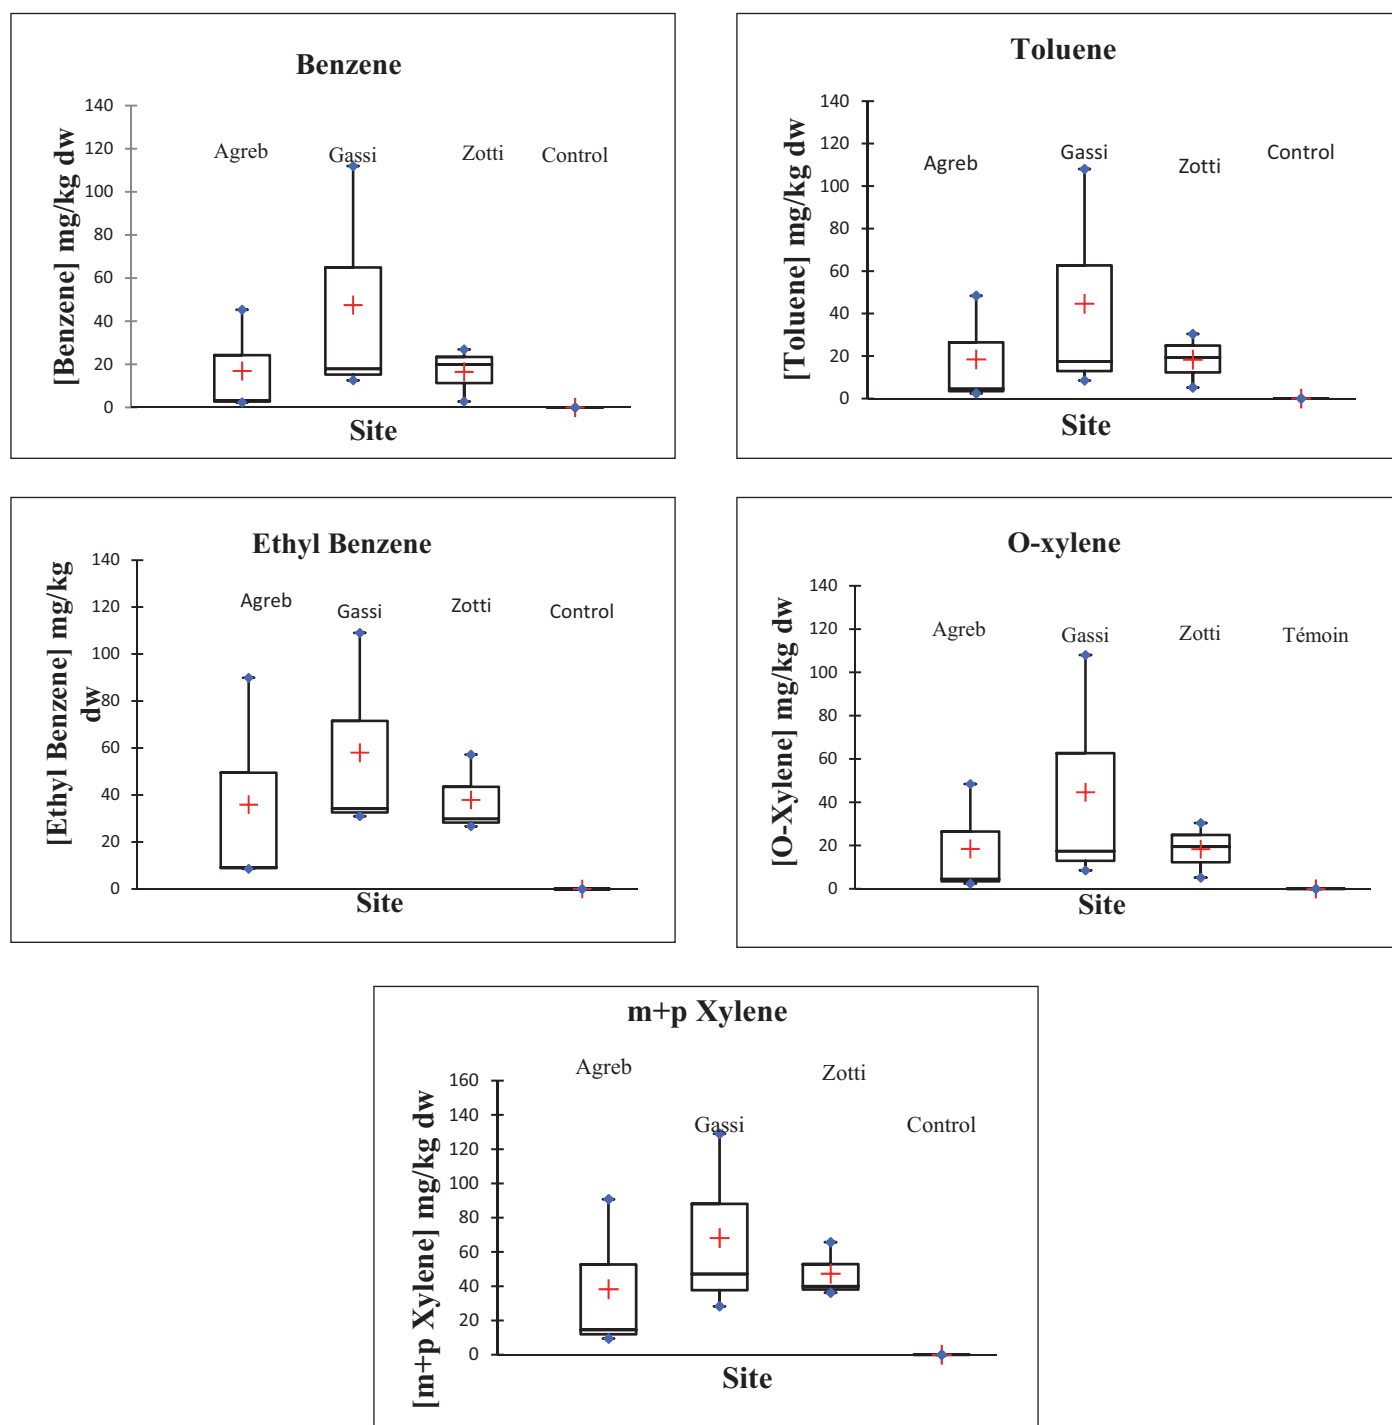 Benzene
[Benzene] mg/kg dw
140
120
100
80
60
40
20
0
Agreb
Gassi
Zotti
Control
Site
Toluene
[Toluene] mg/kg dw
140
120
100
80
60
40
20
0
Agreb
Gassi
Zotti
Control
Site
Ethyl Benzene
[Ethyl Benzene] mg/kg
dw
140
120
100
80
60
40
20
0
Agreb
Gassi
Zotti
Control
Site
O-xylene
[O-Xylene] mg/kg dw
140
120
100
80
60
40
20
0
Agreb
Gassi
Zotti
Témoin
Site
m+p Xylene
[m+p Xylene] mg/kg dw
160
140
120
100
80
60
40
20
0
Agreb
Gassi
Zotti
Control
Site